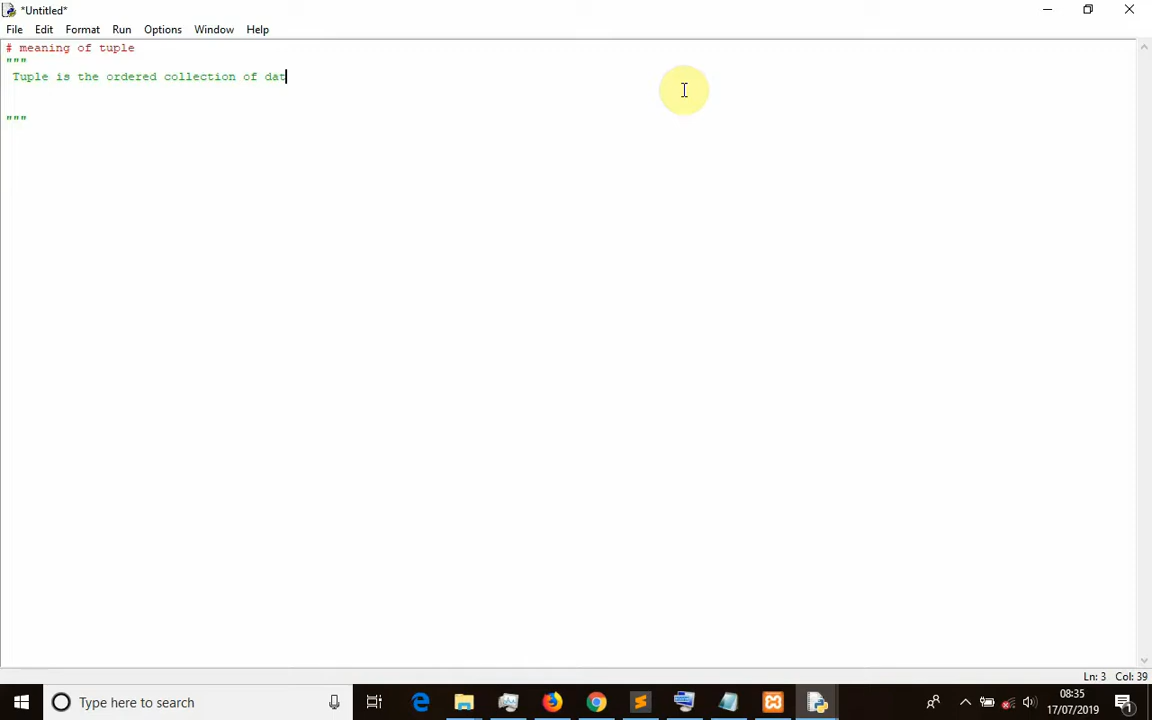 *Untitled*
File Edit Format Run Options Window Help
# meaning of tuple
"""
Tuple is the ordered collection of dat
"""
Ln: 3 Col: 39
Type here to search
08:35
17/07/2019
1